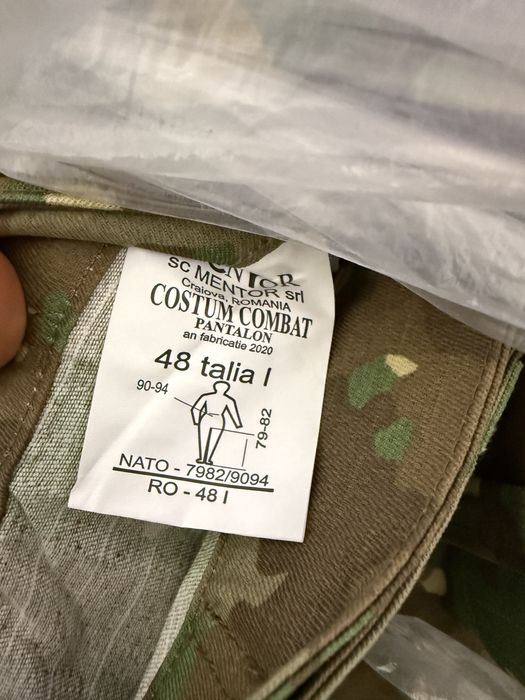 SC MENTOR srl
Craiova, ROMANIA
COSTUM COMBAT
PANTALON
an fabricatie 2020
48 talia I
90-94
79-82
NATO - 7982/9094
RO - 48 I